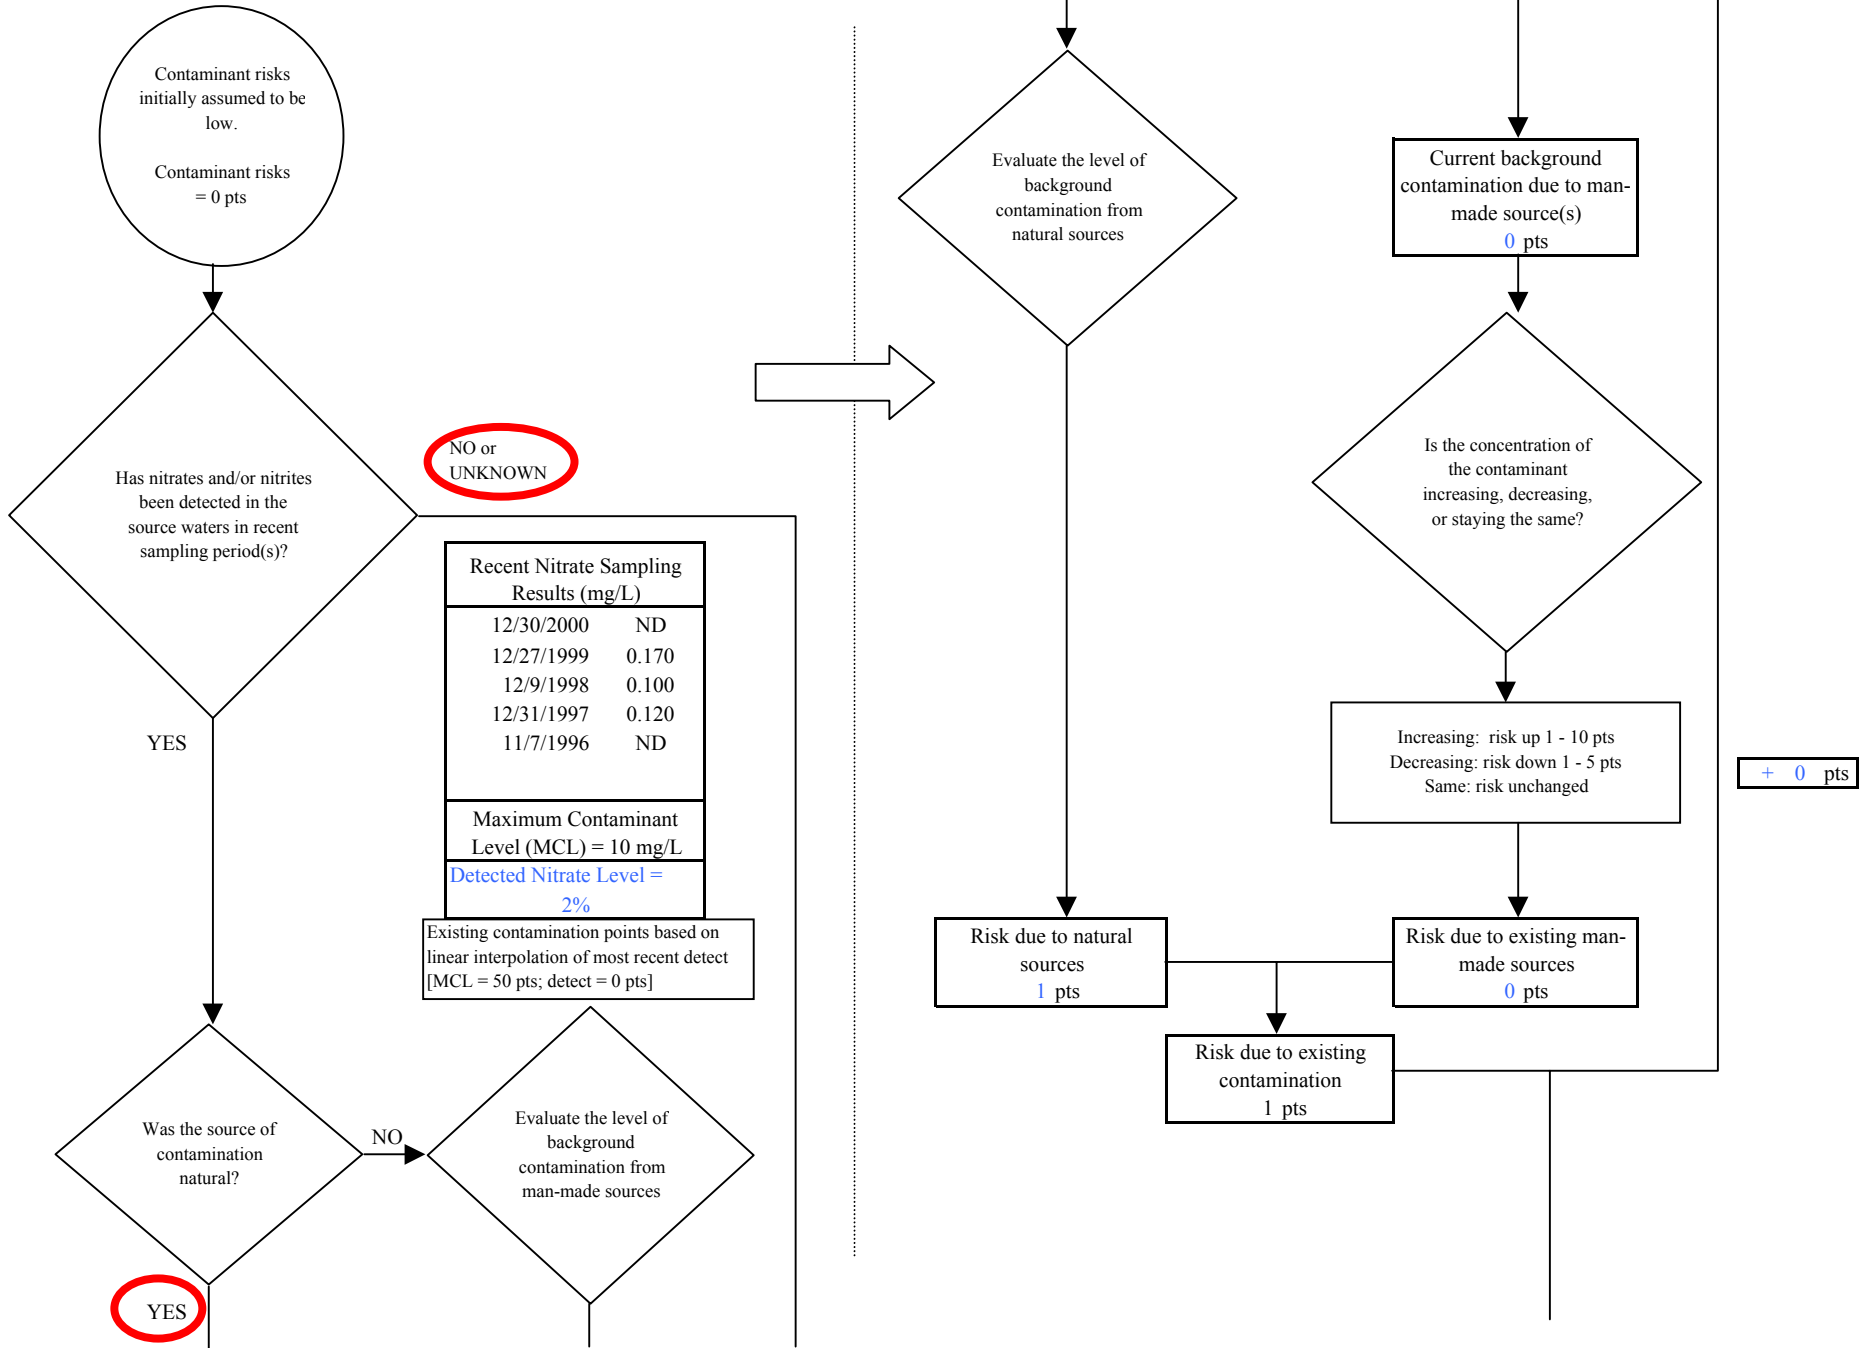 Contaminant risks
initially assumed to be
low.
Contaminant risks
= 0 pts
Has nitrates and/or nitrites
been detected in the
source waters in recent
sampling period(s)?
NO or
UNKNOWN
YES
Recent Nitrate Sampling
Results (mg/L)
12/30/2000 ND
12/27/1999 0.170
12/9/1998 0.100
12/31/1997 0.120
11/7/1996 ND
Maximum Contaminant
Level (MCL) = 10 mg/L
Detected Nitrate Level =
2%
Existing contamination points based on
linear interpolation of most recent detect
[MCL = 50 pts; detect = 0 pts]
Was the source of
contamination
natural?
NO
YES
Evaluate the level of
background
contamination from
man-made sources
Evaluate the level of
background
contamination from
natural sources
Current background
contamination due to man-
made source(s)
0 pts
Is the concentration of
the contaminant
increasing, decreasing,
or staying the same?
Increasing: risk up 1 - 10 pts
Decreasing: risk down 1 - 5 pts
Same: risk unchanged
+ 0 pts
Risk due to natural
sources
1 pts
Risk due to existing man-
made sources
0 pts
Risk due to existing
contamination
1 pts